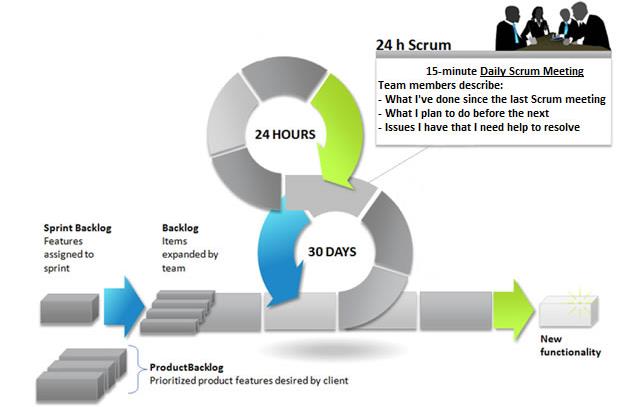 24 h Scrum
15-minute Daily Scrum Meeting
Team members describe:
- What I've done since the last Scrum meeting
- What I plan to do before the next
- Issues I have that I need help to resolve
24 HOURS
30 DAYS
Sprint Backlog
Features
assigned to
sprint
Backlog
Items
expanded by
team
New
functionality
ProductBacklog
Prioritized product features desired by client